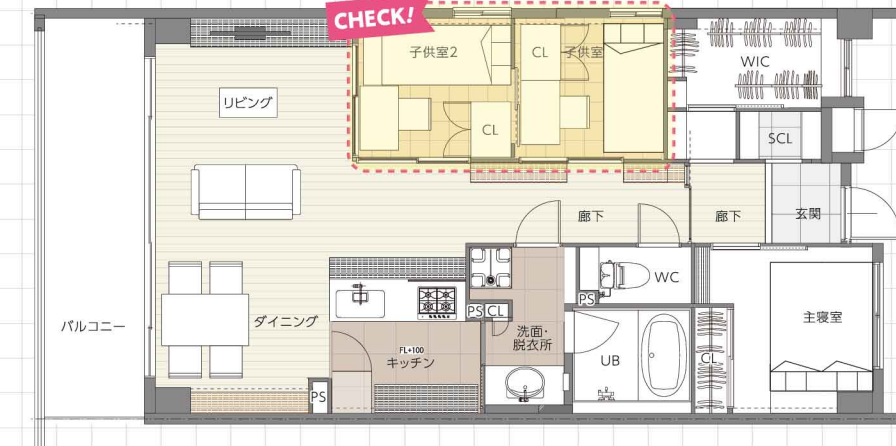 CHECK!
子供室2
CL
子供室
WIC
リビング
CL
SCL
廊下
廊下
玄関
WC
PS
バルコニー
ダイニング
PS
CL
洗面・
脱衣所
主寝室
FL+100
キッチン
UB
CL
PS